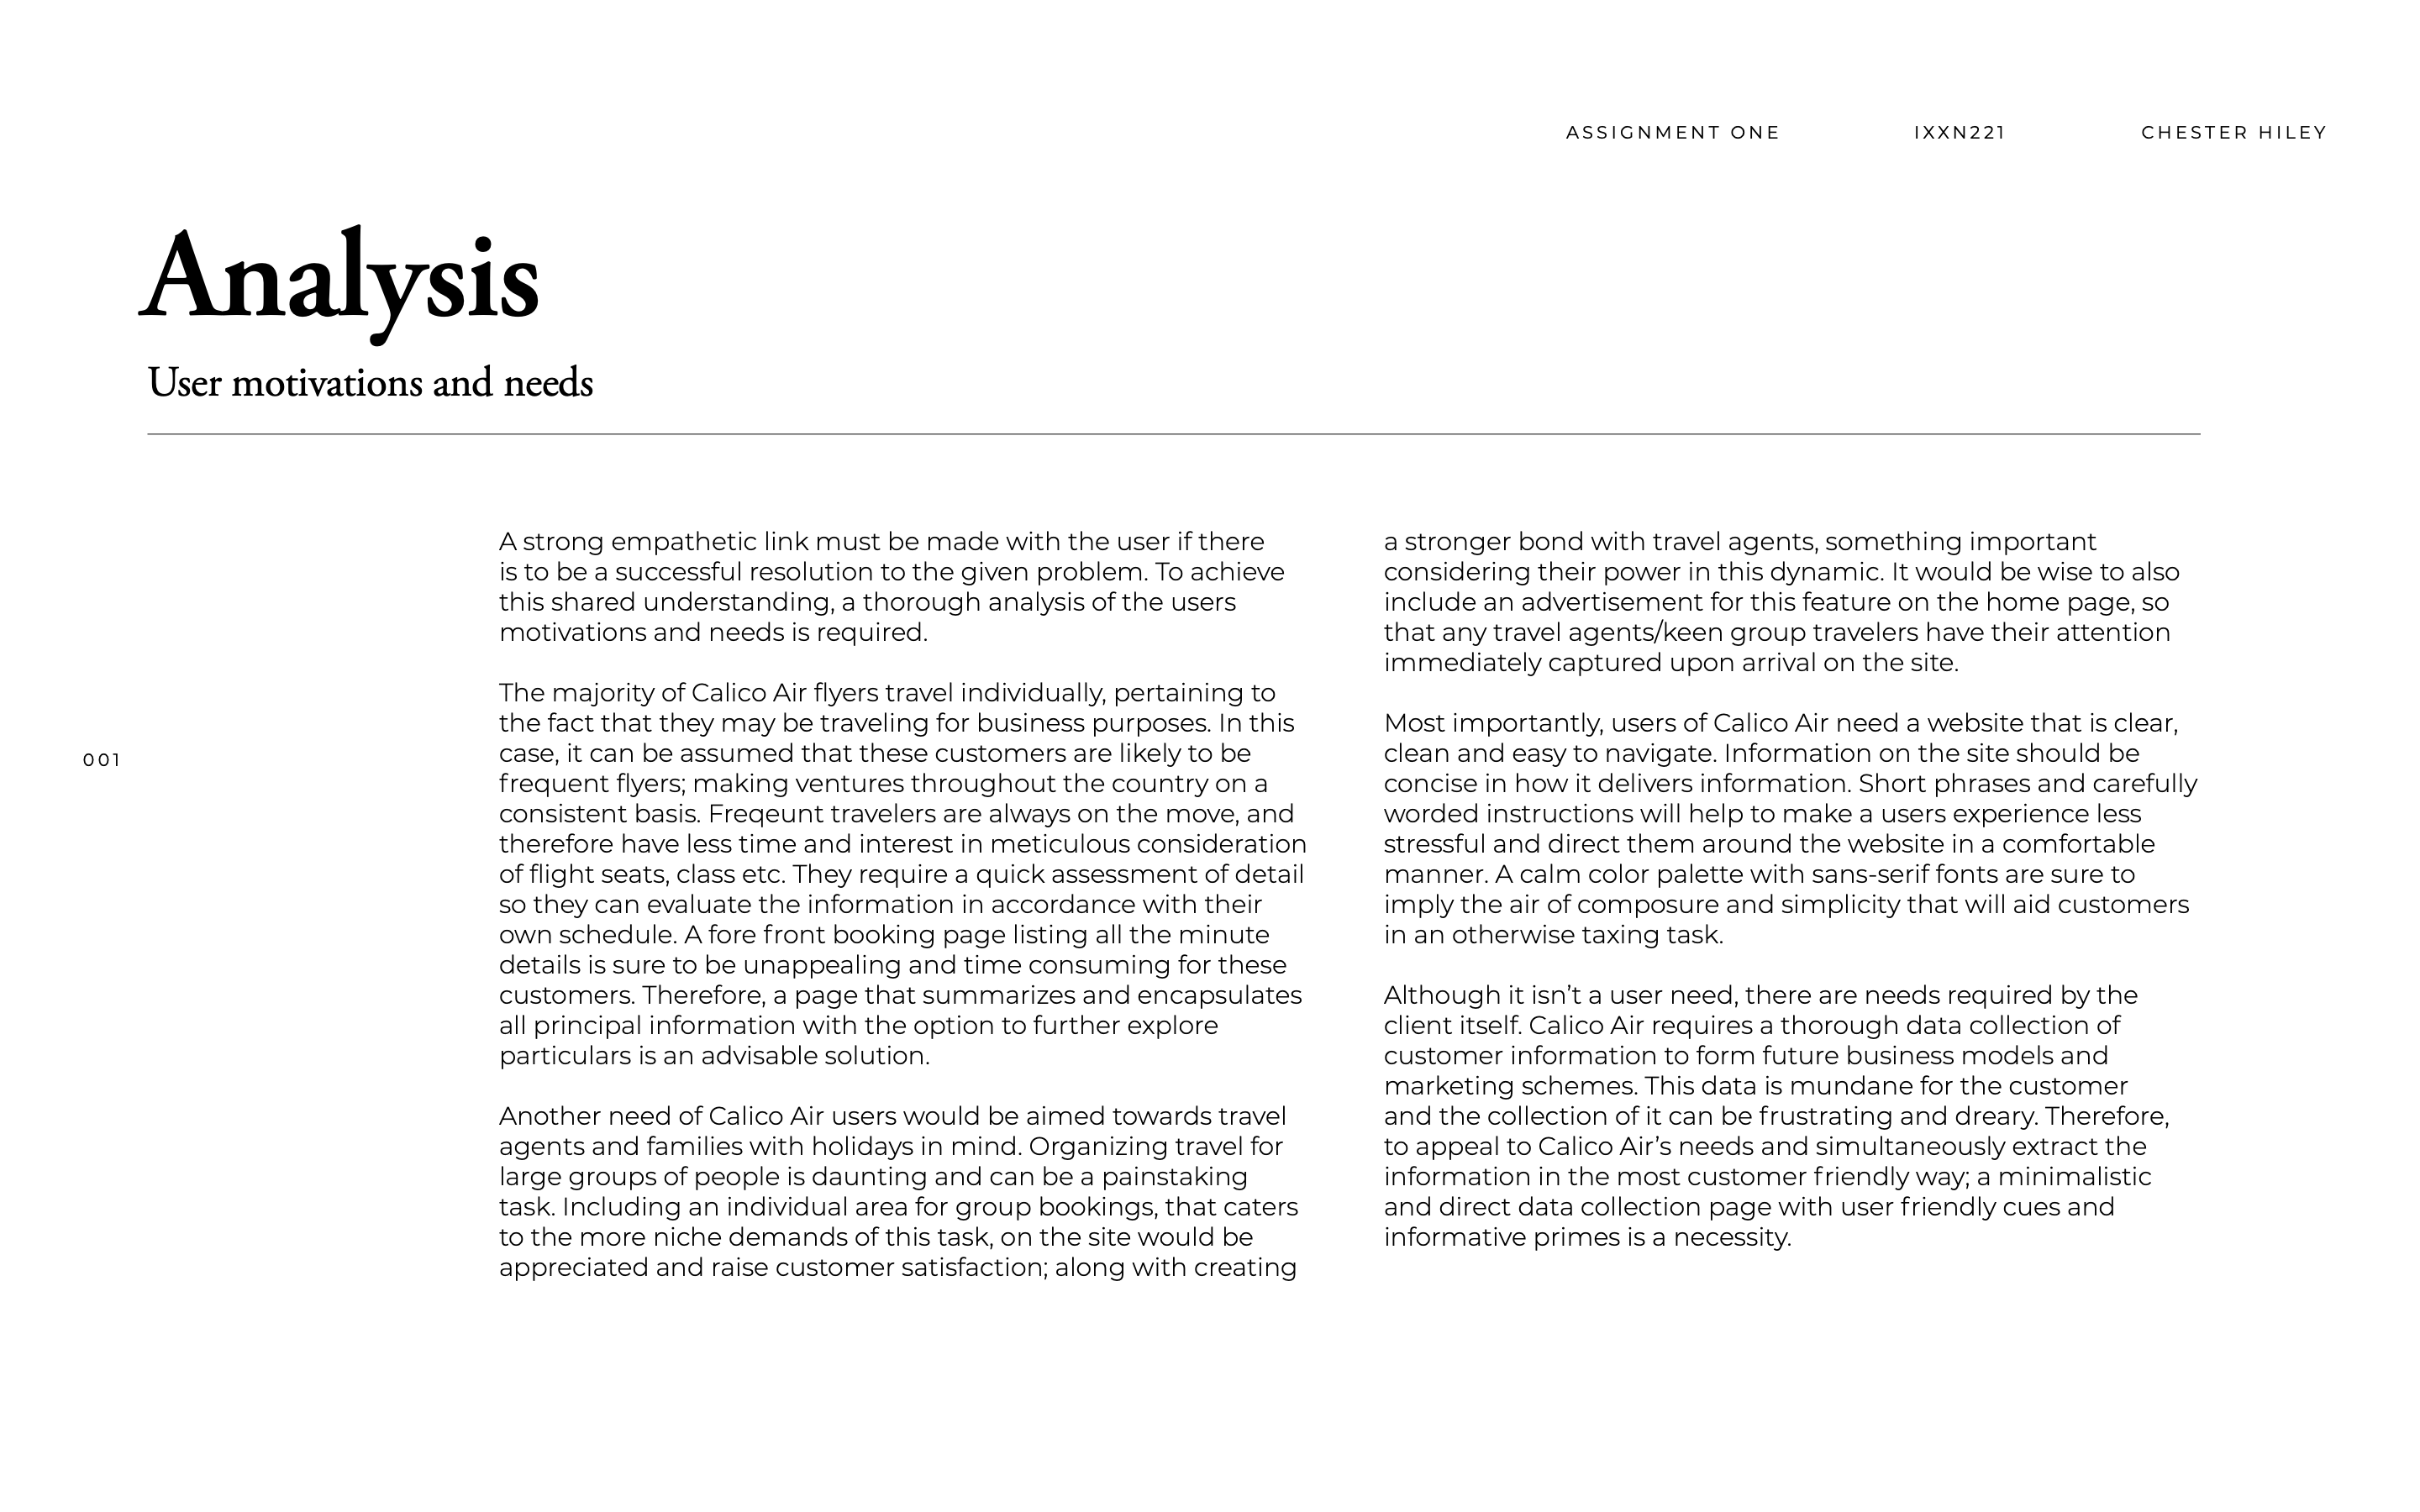 ASSIGNMENT ONE
IXXN221
CHESTER HILEY
Analysis
User motivations and needs
A strong empathetic link must be made with the user if there
is to be a successful resolution to the given problem. To achieve
this shared understanding, a thorough analysis of the users
motivations and needs is required.
The majority of Calico Air flyers travel individually, pertaining to
the fact that they may be traveling for business purposes. In this
case, it can be assumed that these customers are likely to be
frequent flyers; making ventures throughout the country on a
consistent basis. Freqeunt travelers are always on the move, and
therefore have less time and interest in meticulous consideration
of flight seats, class etc. They require a quick assessment of detail
so they can evaluate the information in accordance with their
own schedule. A fore front booking page listing all the minute
details is sure to be unappealing and time consuming for these
customers. Therefore, a page that summarizes and encapsulates
all principal information with the option to further explore
particulars is an advisable solution.
Another need of Calico Air users would be aimed towards travel
agents and families with holidays in mind. Organizing travel for
large groups of people is daunting and can be a painstaking
task. Including an individual area for group bookings, that caters
to the more niche demands of this task, on the site would be
appreciated and raise customer satisfaction; along with creating
a stronger bond with travel agents, something important
considering their power in this dynamic. It would be wise to also
include an advertisement for this feature on the home page, so
that any travel agents/keen group travelers have their attention
immediately captured upon arrival on the site.
Most importantly, users of Calico Air need a website that is clear,
clean and easy to navigate. Information on the site should be
concise in how it delivers information. Short phrases and carefully
worded instructions will help to make a users experience less
stressful and direct them around the website in a comfortable
manner. A calm color palette with sans-serif fonts are sure to
imply the air of composure and simplicity that will aid customers
in an otherwise taxing task.
Although it isn’t a user need, there are needs required by the
client itself. Calico Air requires a thorough data collection of
customer information to form future business models and
marketing schemes. This data is mundane for the customer
and the collection of it can be frustrating and dreary. Therefore,
to appeal to Calico Air’s needs and simultaneously extract the
information in the most customer friendly way; a minimalistic
and direct data collection page with user friendly cues and
informative primes is a necessity.
001